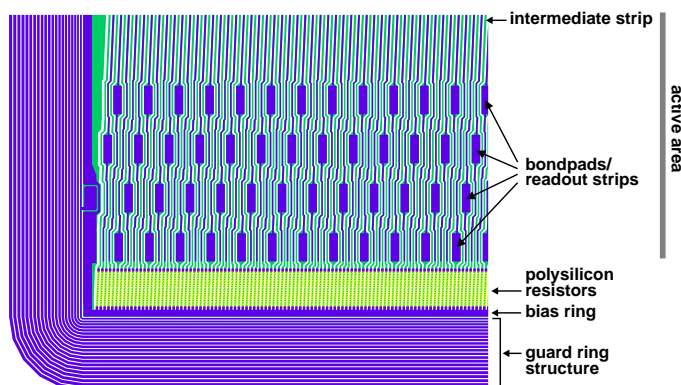 intermediate strip
active area
bondpads/
readout strips
polysilicon
resistors
bias ring
guard ring
structure